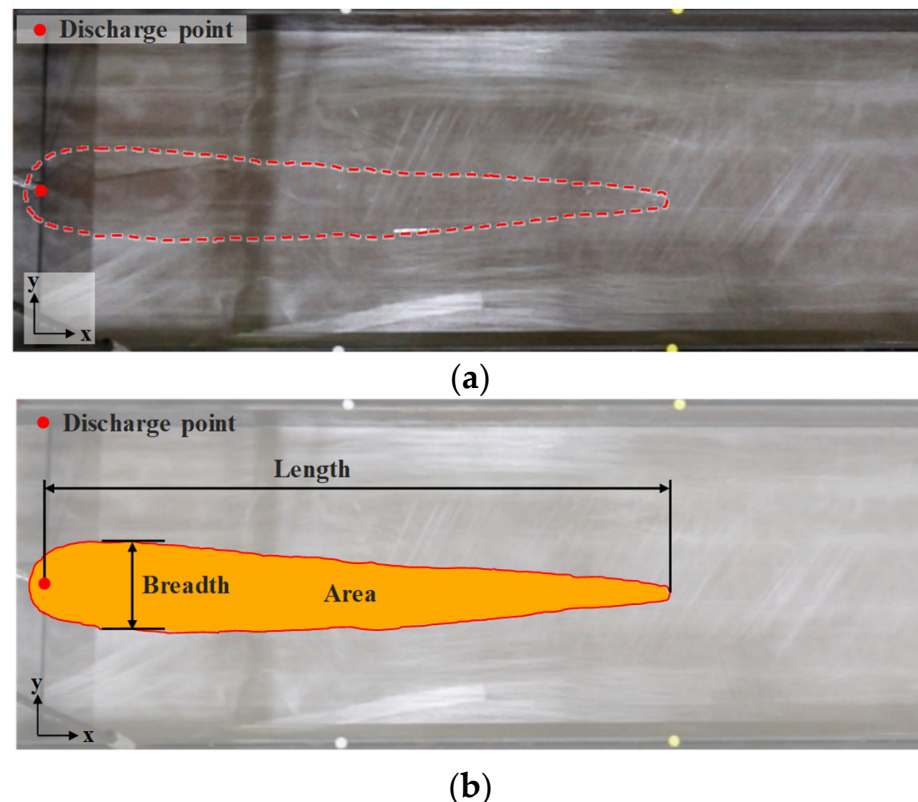 Discharge point
y
x
(a)
Discharge point
Length
Breadth
Area
y
x
(b)